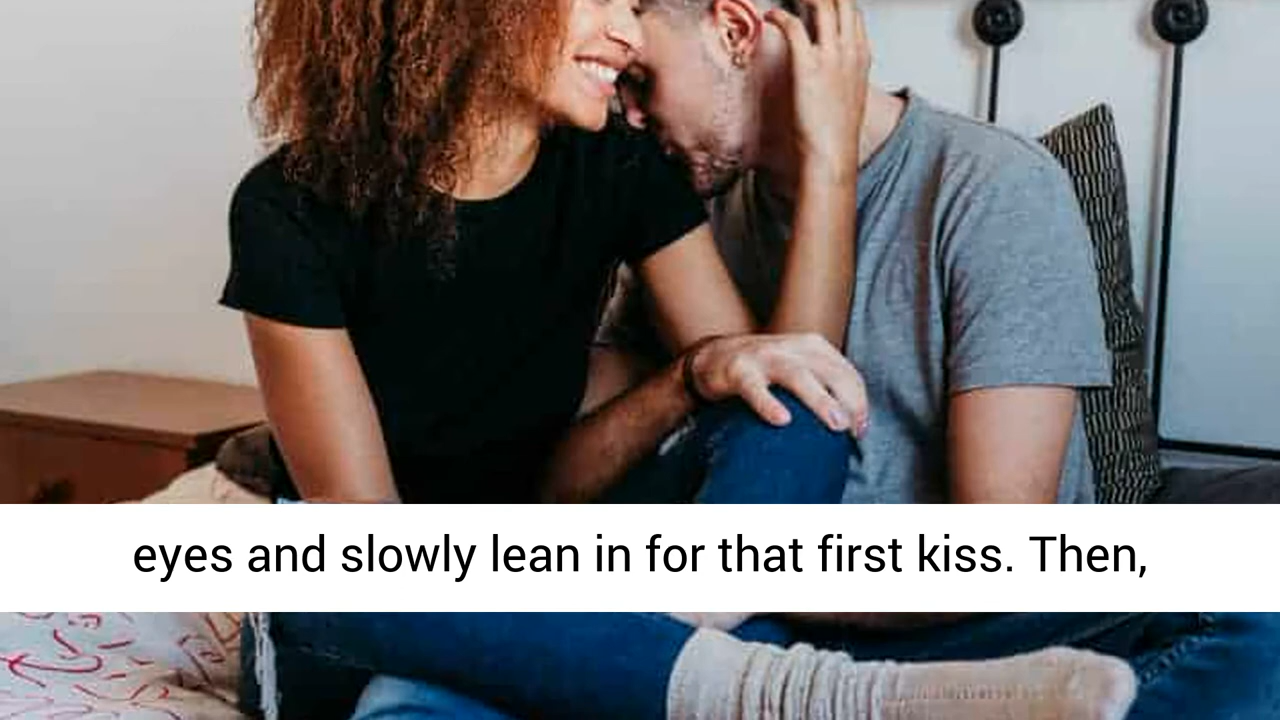 eyes and slowly lean in for that first kiss. Then,